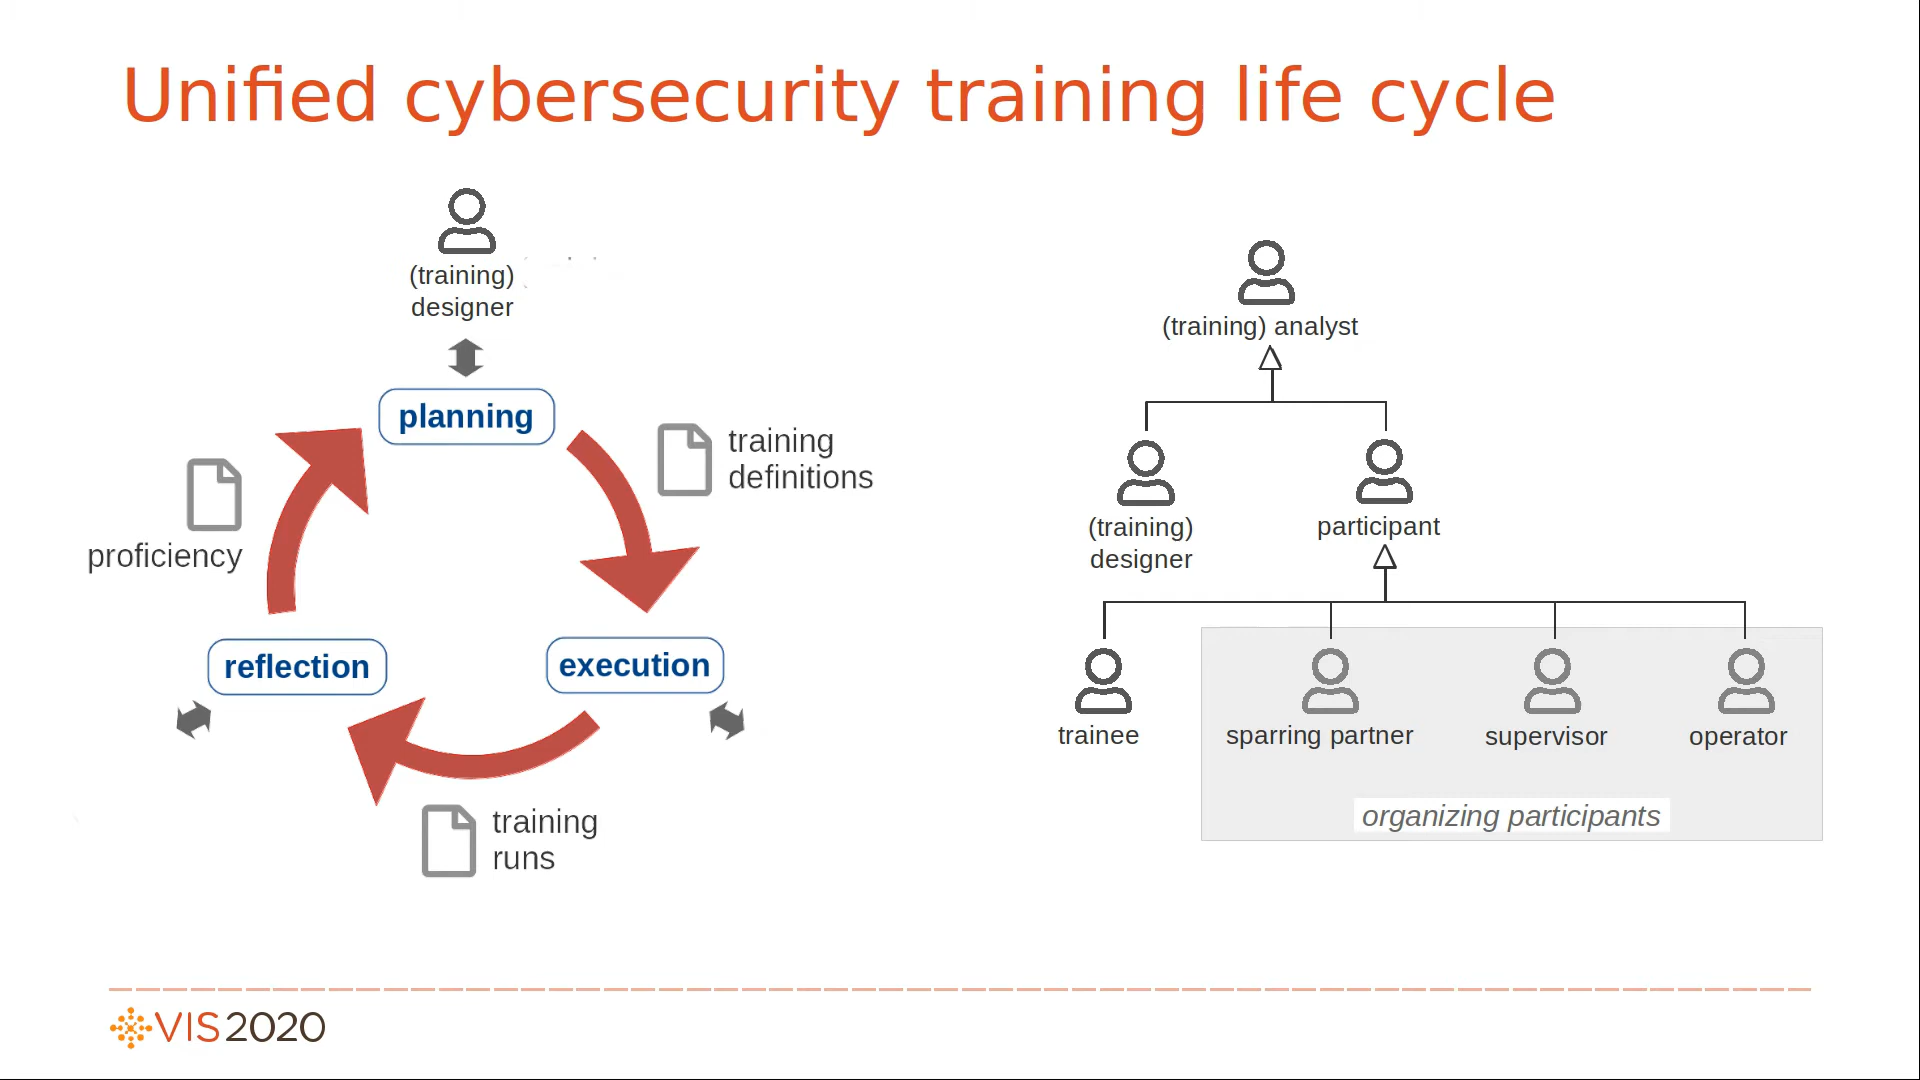 Unified cybersecurity training life cycle
(training)
designer
planning
training
definitions
proficiency
reflection
execution
training
runs
(training) analyst
(training)
designer
participant
trainee
sparring partner
supervisor
operator
organizing participants
VIS2020